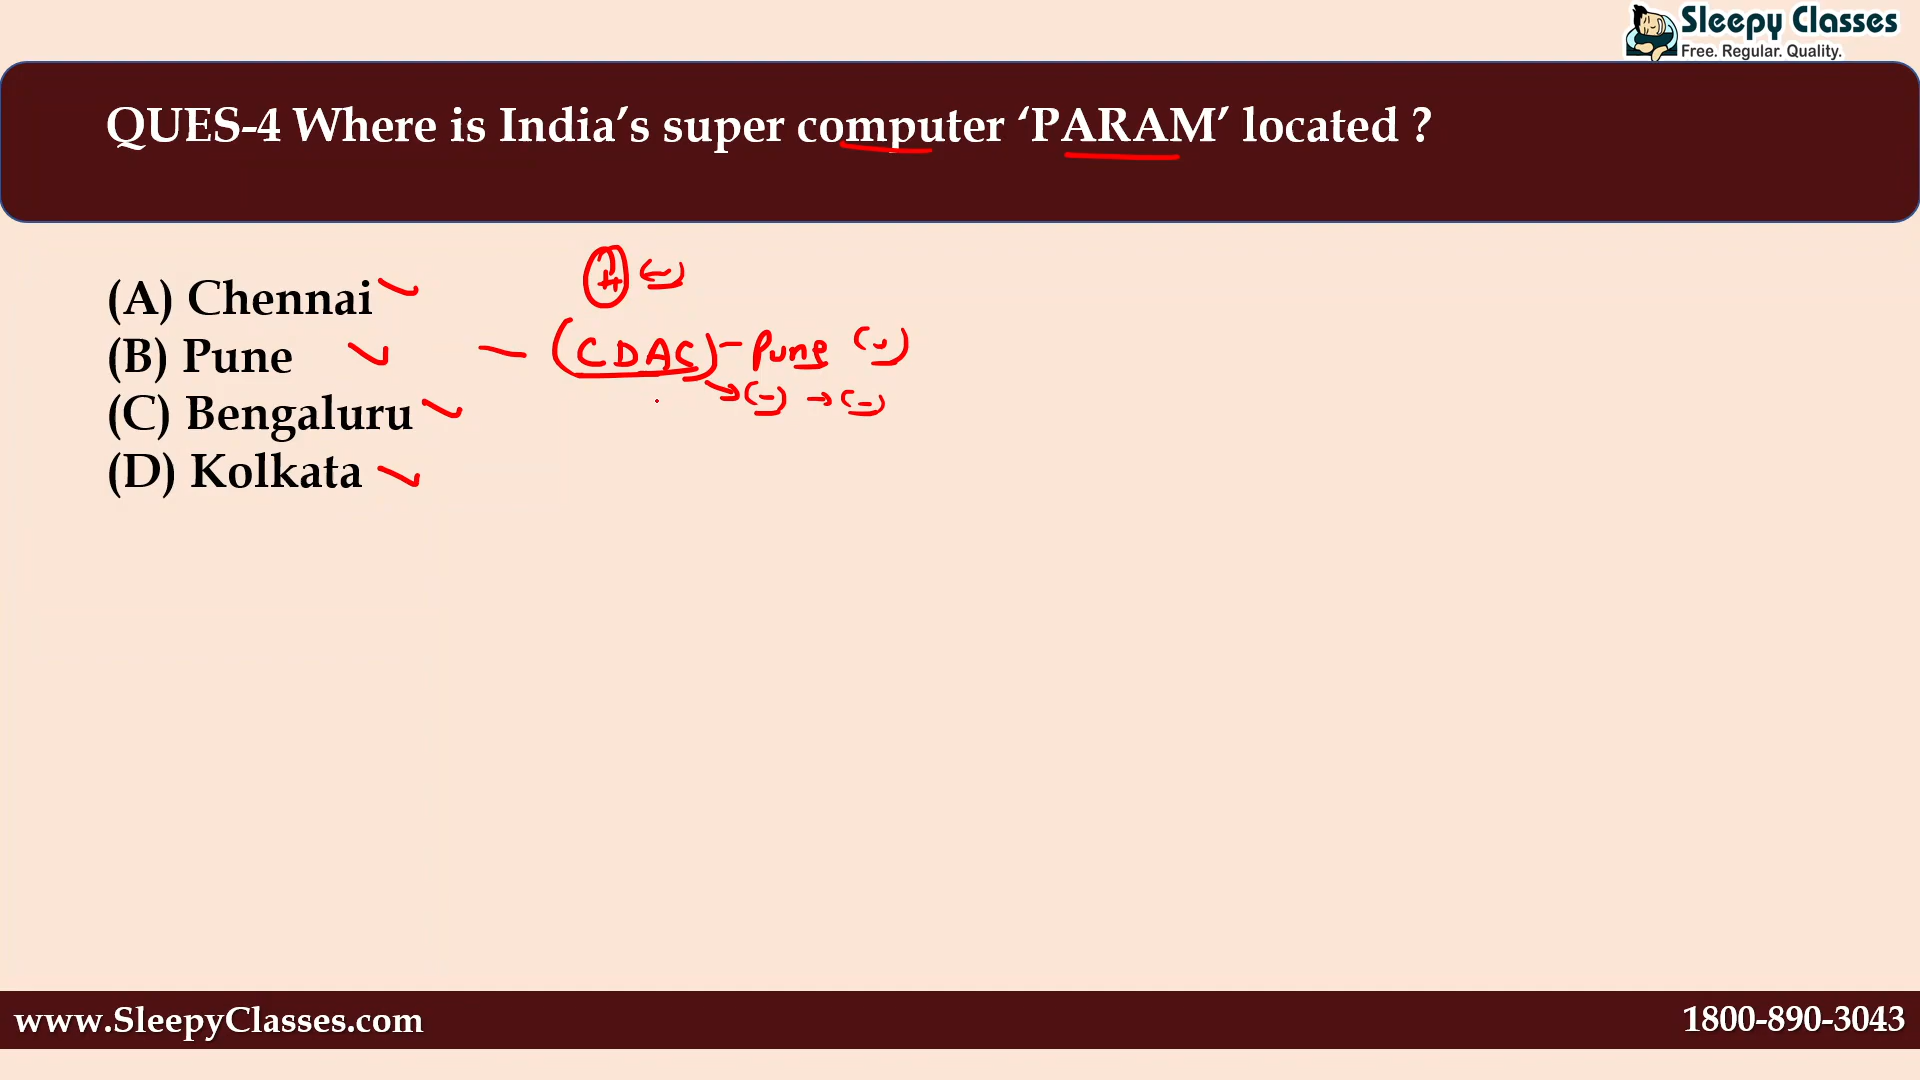 Sleepy Classes
Free. Regular. Quality.
QUES-4 Where is India’s super computer ‘PARAM’ located ?
(A) Chennai
(B) Pune
(CDAC) - Pune
(C) Bengaluru
(D) Kolkata
www.SleepyClasses.com
1800-890-3043